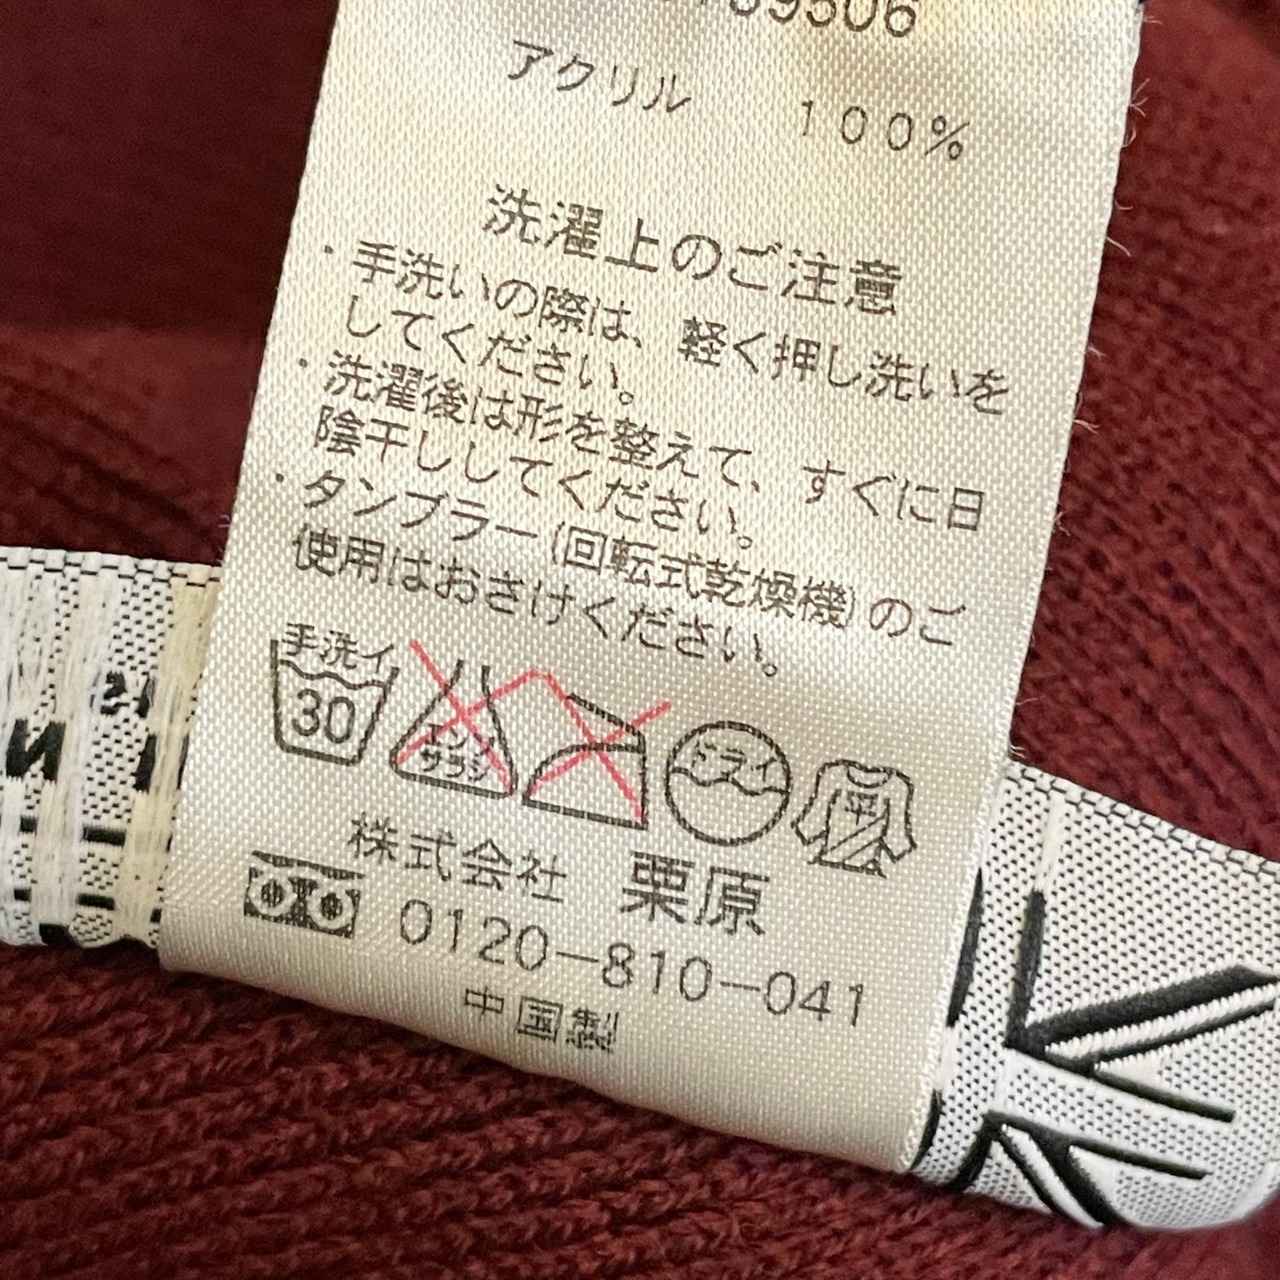 アクリル 100%
洗濯上のご注意
・手洗いの際は、軽く押し洗いを
してください。
・洗濯後は形を整えて、すぐに日
陰干ししてください。
・タンブラー(回転式乾燥機)のご
使用はおさけください。
手洗イ
30
エンソ
サラシ
ドライ
平
株式会社 栗原
0120-810-041
中国製